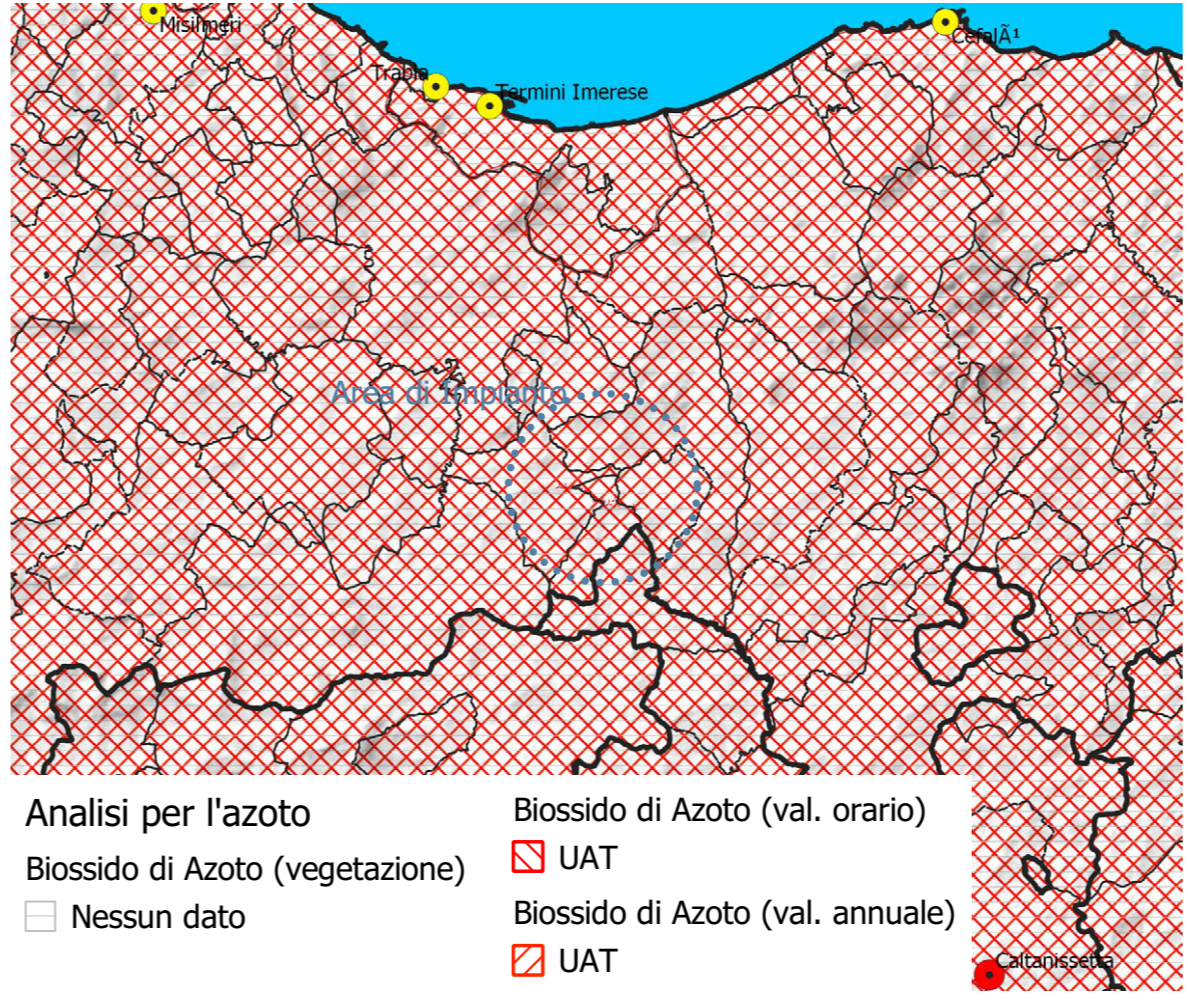 Misilmeri
CefalÃ¹
Trabia
Termini Imerese
Area di Impianto
Analisi per l'azoto
Biossido di Azoto (vegetazione)
Nessun dato
Biossido di Azoto (val. orario)
UAT
Biossido di Azoto (val. annuale)
UAT
Caltanissetta